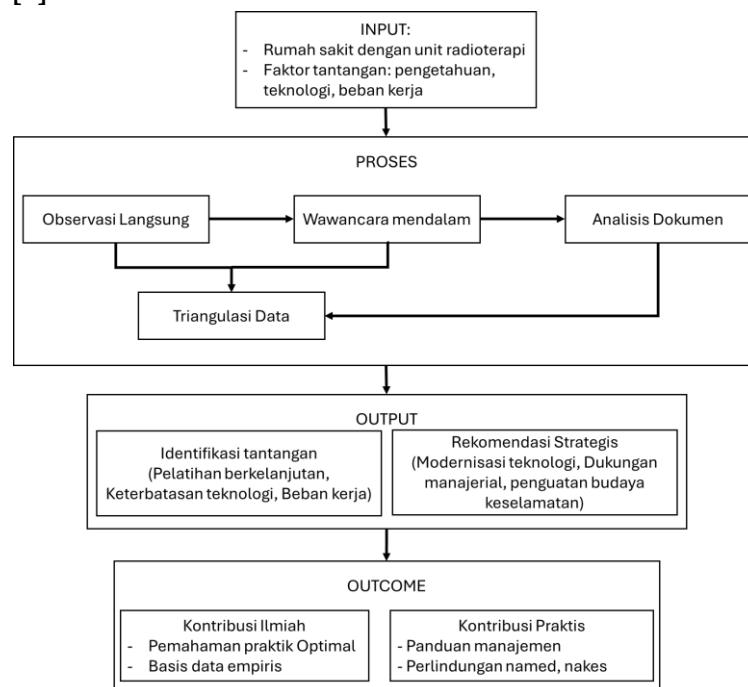 INPUT:
- Rumah sakit dengan unit radioterapi
- Faktor tantangan: pengetahuan,
teknologi, beban kerja
PROSES
Observasi Langsung
Wawancara mendalam
Analisis Dokumen
Triangulasi Data
OUTPUT
Identifikasi tantangan
(Pelatihan berkelanjutan,
Keterbatasan teknologi, Beban kerja)
Rekomendasi Strategis
(Modernisasi teknologi, Dukungan
manajerial, penguatan budaya
keselamatan)
OUTCOME
Kontribusi Ilmiah
- Pemahaman praktik Optimal
- Basis data empiris
Kontribusi Praktis
- Panduan manajemen
- Perlindungan named, nakes